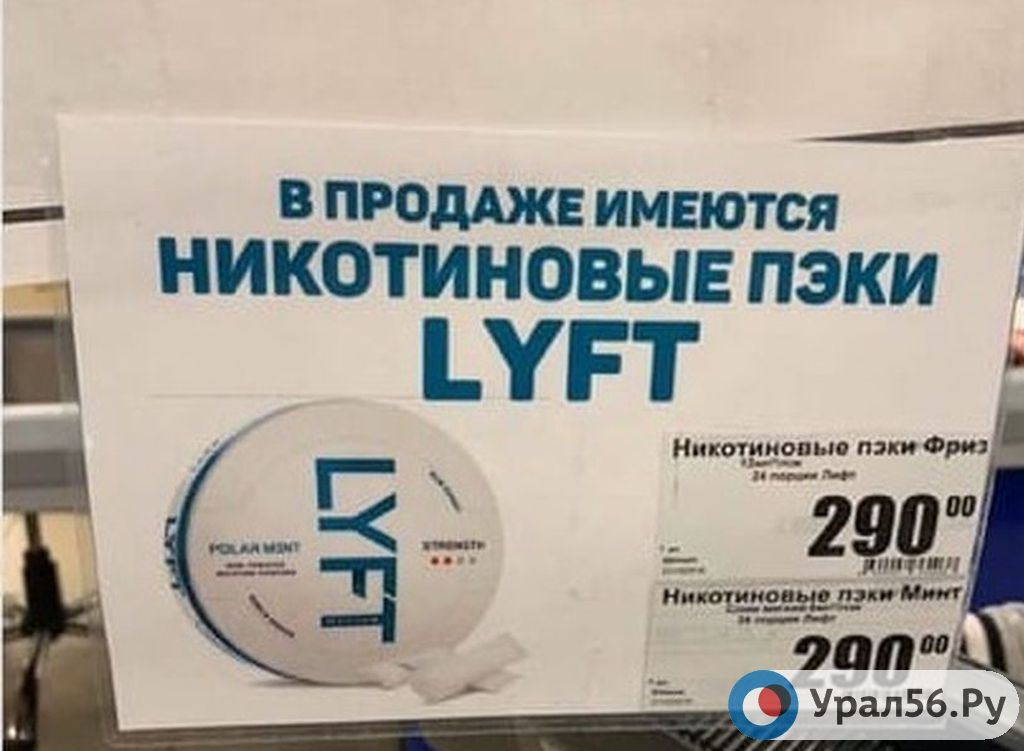 В ПРОДАЖЕ ИМЕЮТСЯ
НИКОТИНОВЫЕ ПЭКИ
LYFT
LYFT
LYFT
POLAR MINT
STRENGTH
Никотиновые пэки Фриз
24 порции Лифт
290 00
Никотиновые пэки Минт
24 порции Лифт
290 00
Урал56.Ру